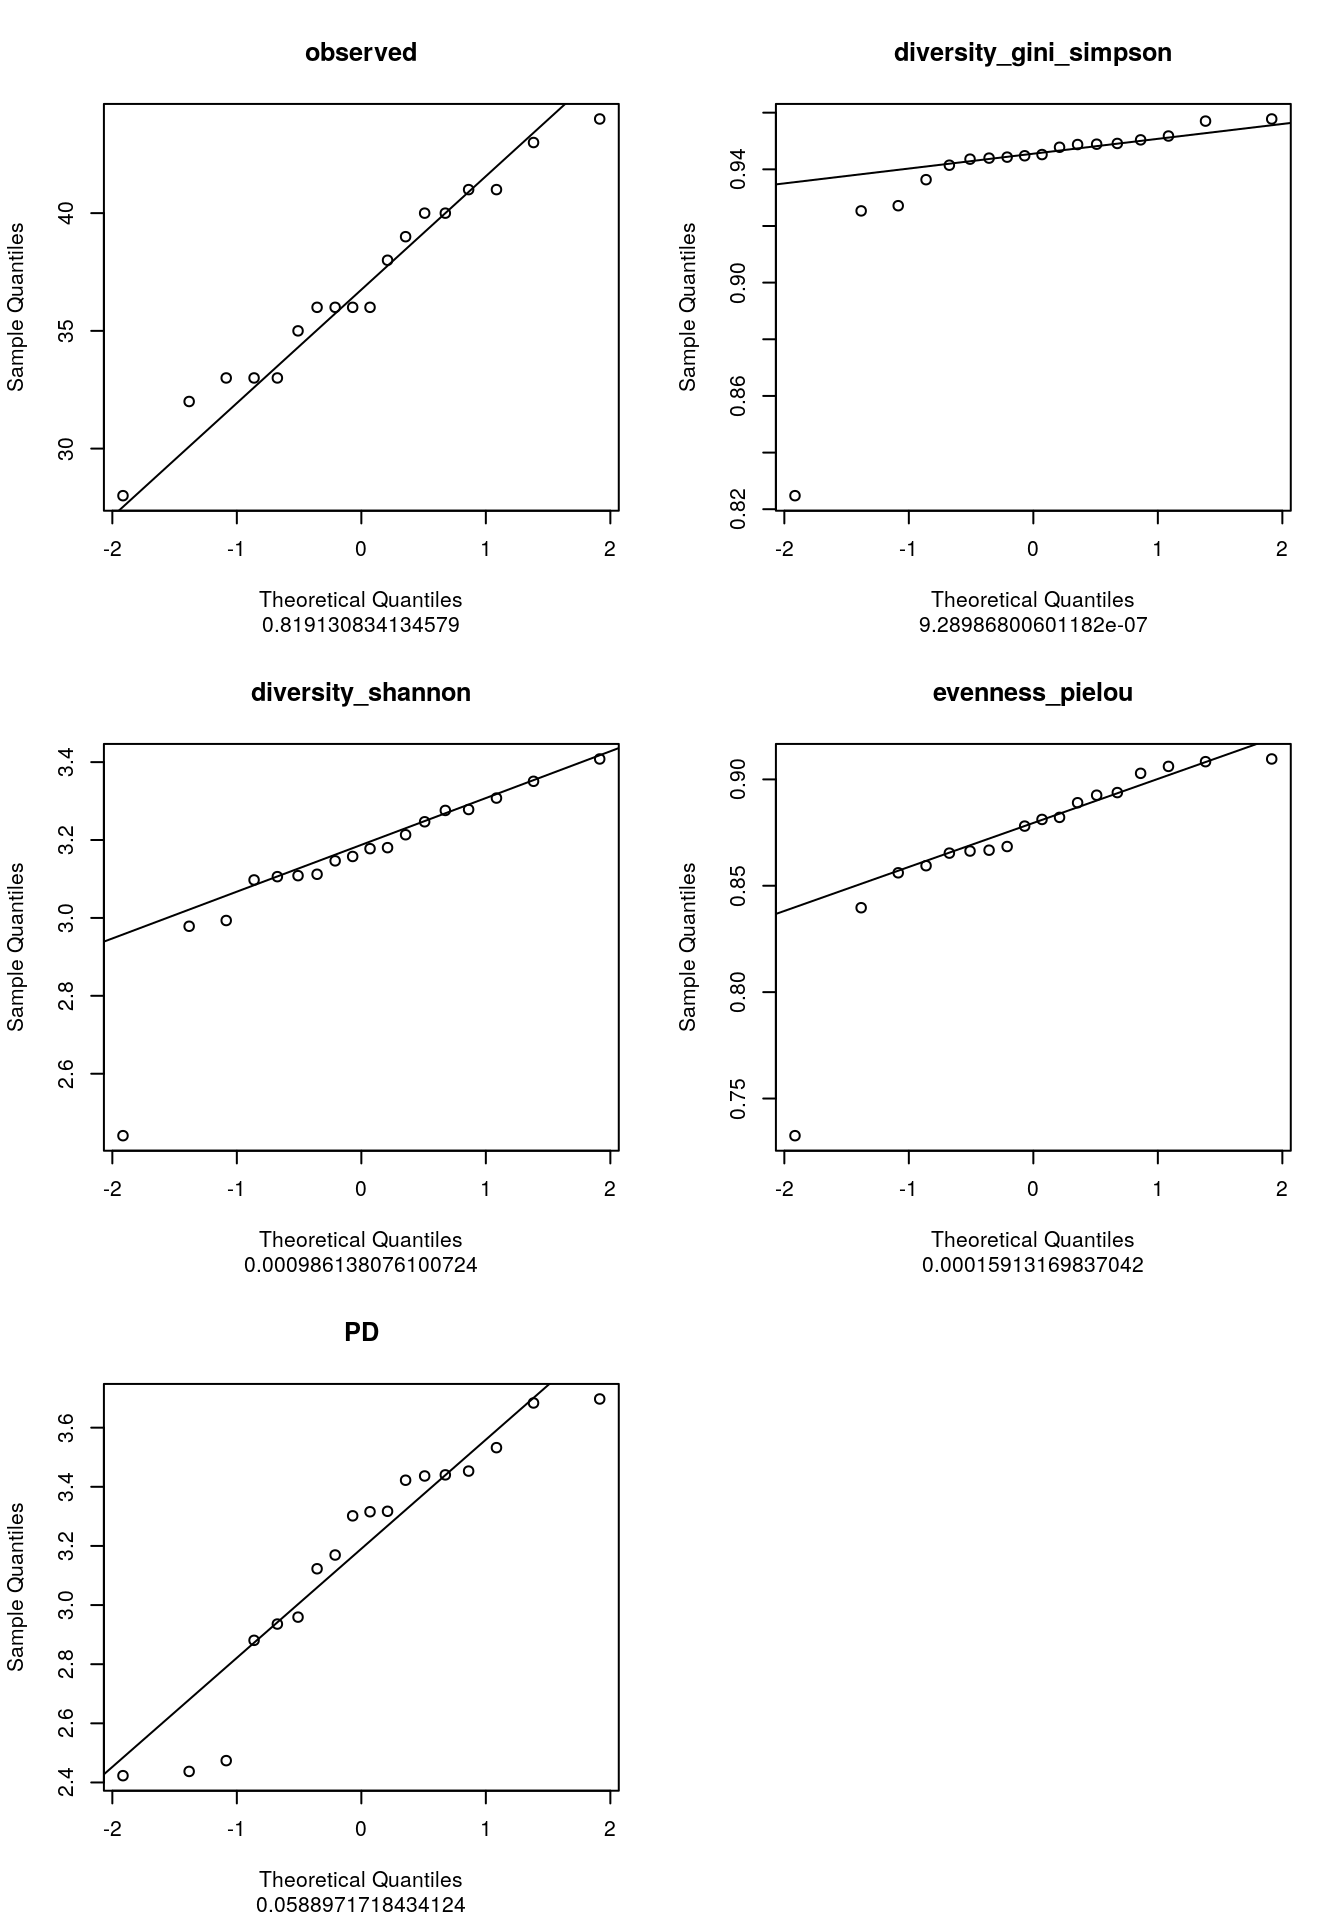 observed
Sample Quantiles
40
35
30
-2 -1 0 1 2
Theoretical Quantiles
0.819130834134579
diversity_gini_simpson
Sample Quantiles
0.94
0.90
0.86
0.82
-2 -1 0 1 2
Theoretical Quantiles
9.28986800601182e-07
diversity_shannon
Sample Quantiles
3.4
3.2
3.0
2.8
2.6
-2 -1 0 1 2
Theoretical Quantiles
0.000986138076100724
evenness_pielou
Sample Quantiles
0.90
0.85
0.80
0.75
-2 -1 0 1 2
Theoretical Quantiles
0.00015913169837042
PD
Sample Quantiles
3.6
3.4
3.2
3.0
2.8
2.6
2.4
-2 -1 0 1 2
Theoretical Quantiles
0.0588971718434124